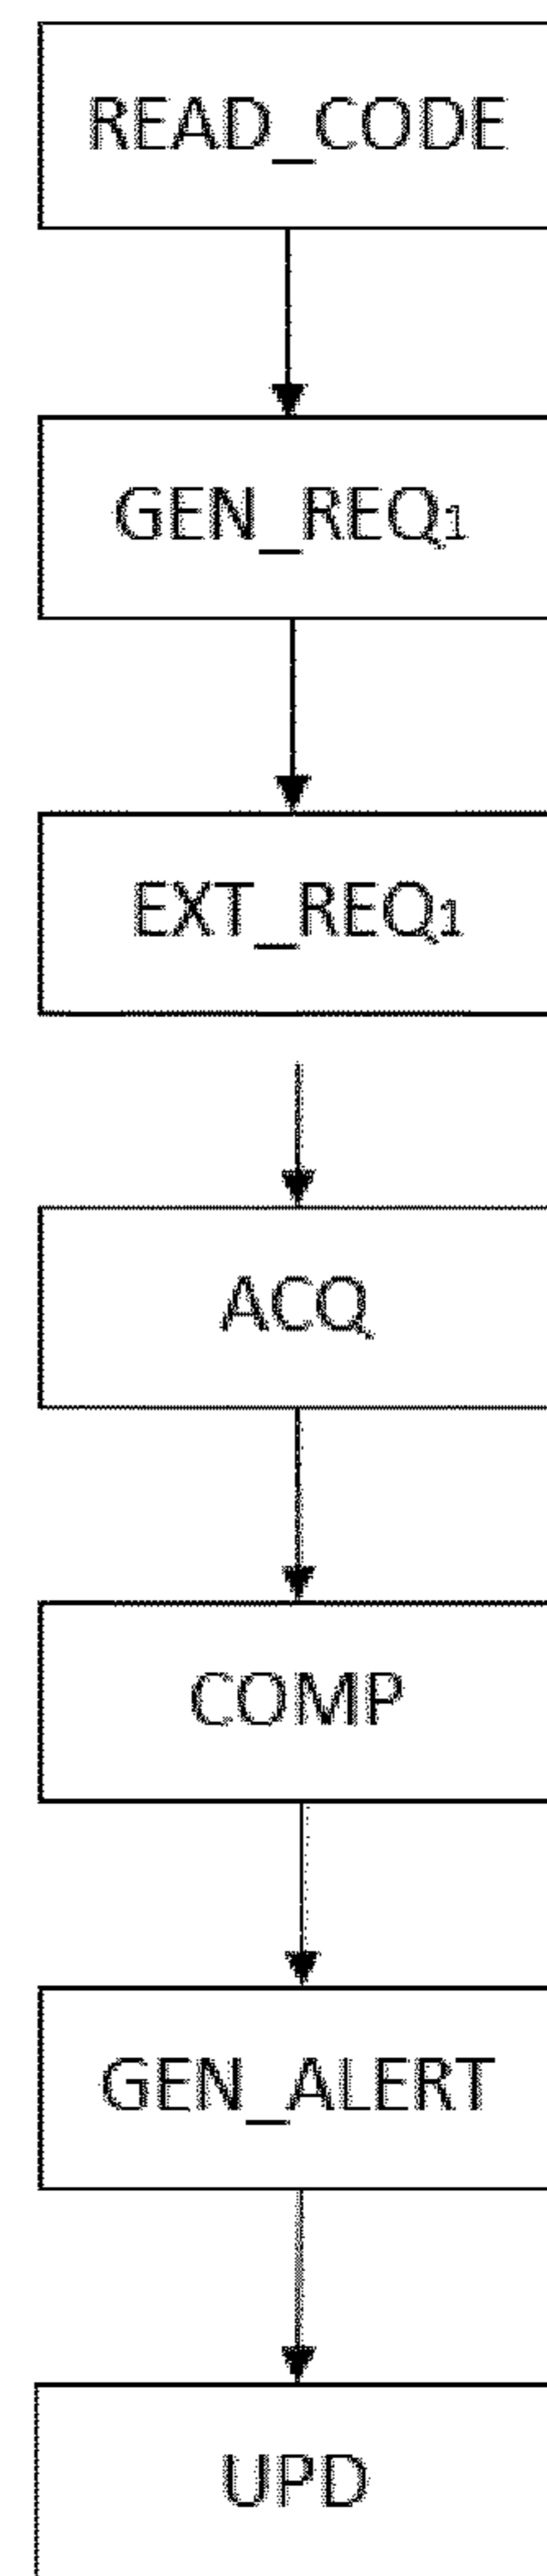 READ_CODE
GEN_REQ1
EXT_REQ1
ACQ
COMP
GEN_ALERT
UPD